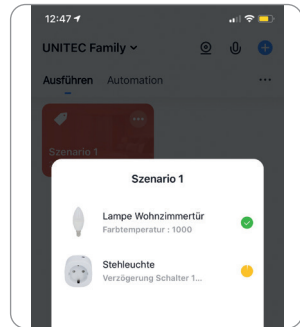 12:47
UNITEC Family
Ausführen Automation
Szenario 1
Szenario 1
Lampe Wohnzimmertür
Farbtemperatur : 1000
Stehleuchte
Verzögerung Schalter 1...